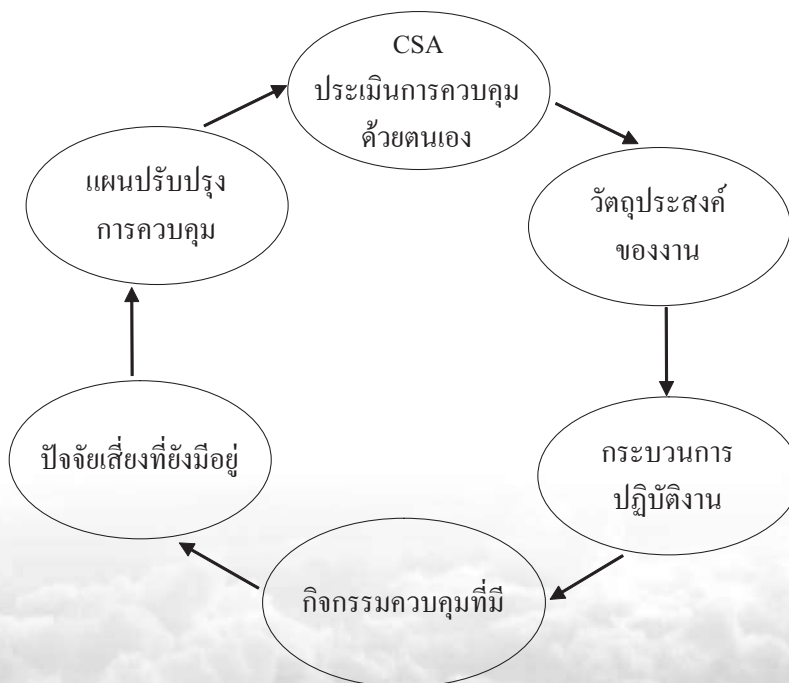 CSA
ประเมินการควบคุม
ด้วยตนเอง
วัตถุประสงค์
ของงาน
กระบวนการ
ปฏิบัติงาน
กิจกรรมควบคุมที่มี
ปัจจัยเสี่ยงที่ยังมีอยู่
แผนปรับปรุง
การควบคุม